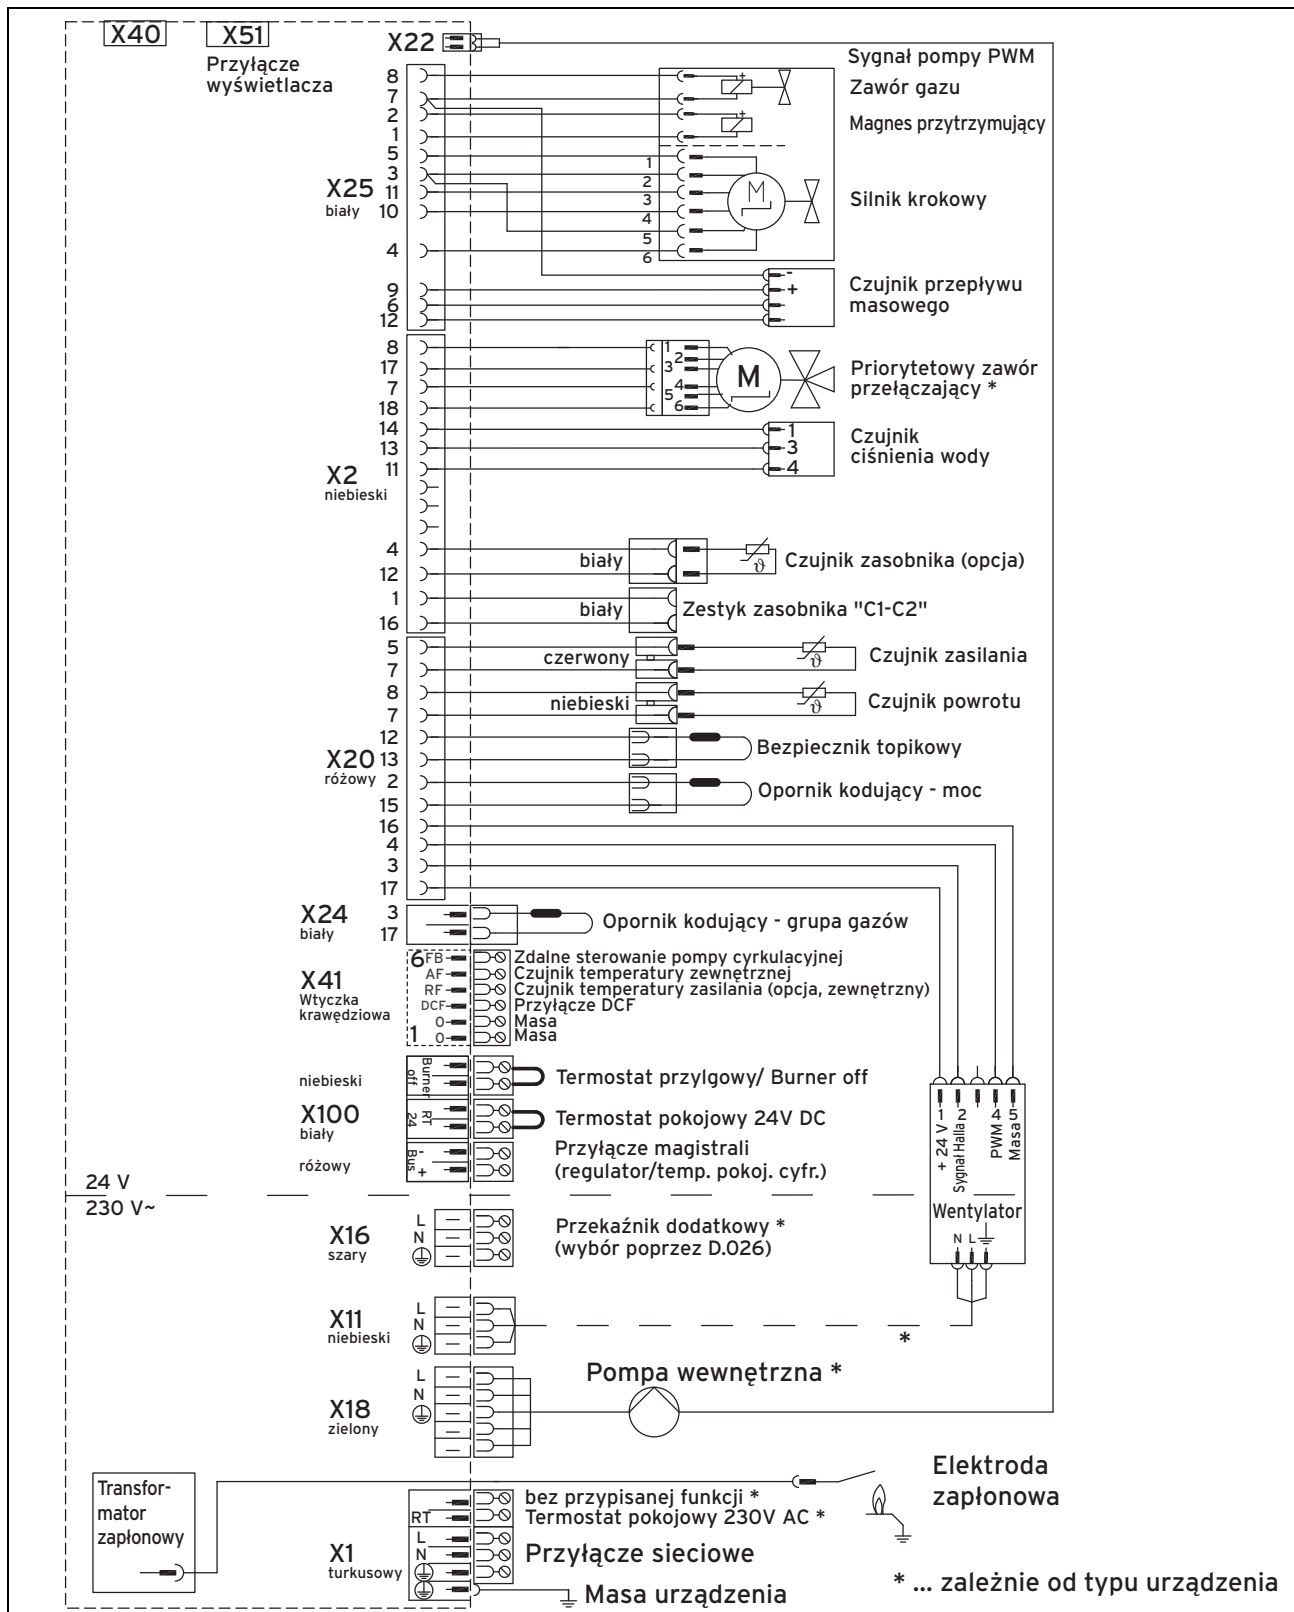 X40 X51
Przyłącze
wyświetlacza
X22
Sygnał pompy PWM
8
7
2
1
5
3
11
10
4
9
6
12
X25
biały
+
Zawór gazu
+
Magnes przytrzymujący
1
2
3
4
5
6
M
Silnik krokowy
-
+
Czujnik przepływu
masowego
8
17
7
18
14
13
11
4
12
1
16
X2
niebieski
1
2
3
4
5
6
M
Priorytetowy zawór
przełączający *
1
3
4
Czujnik
ciśnienia wody
biały
ϑ
Czujnik zasobnika (opcja)
biały
Zestyk zasobnika "C1-C2"
5
7
8
7
12
13
2
15
16
4
3
17
X20
różowy
czerwony
ϑ
Czujnik zasilania
niebieski
ϑ
Czujnik powrotu
Bezpiecznik topikowy
Opornik kodujący - moc
X24
biały
3
17
Opornik kodujący - grupa gazów
X41
Wtyczka
krawędziowa
6 FB Zdalne sterowanie pompy cyrkulacyjnej
AF Czujnik temperatury zewnętrznej
RF Czujnik temperatury zasilania (opcja, zewnętrzny)
DCF Przyłącze DCF
0 Masa
1 0 Masa
niebieski
Burner
off
Termostat przylgowy/ Burner off
X100
biały
RT
24
Termostat pokojowy 24V DC
różowy
Bus
- +
Przyłącze magistrali
(regulator/temp. pokoj. cyfr.)
1 2 4 5
+ 24 V
Sygnał Halla
PWM
Masa
Wentylator
N L
24 V
230 V~
X16
szary
L
N
Przekaźnik dodatkowy *
(wybór poprzez D.026)
X11
niebieski
L
N
*
X18
zielony
L
N
Pompa wewnętrzna *
Transfor-
mator
zapłonowy
Elektroda
zapłonowa
X1
turkusowy
bez przypisanej funkcji *
RT Termostat pokojowy 230V AC *
L
N
Przyłącze sieciowe
Masa urządzenia
* ... zależnie od typu urządzenia